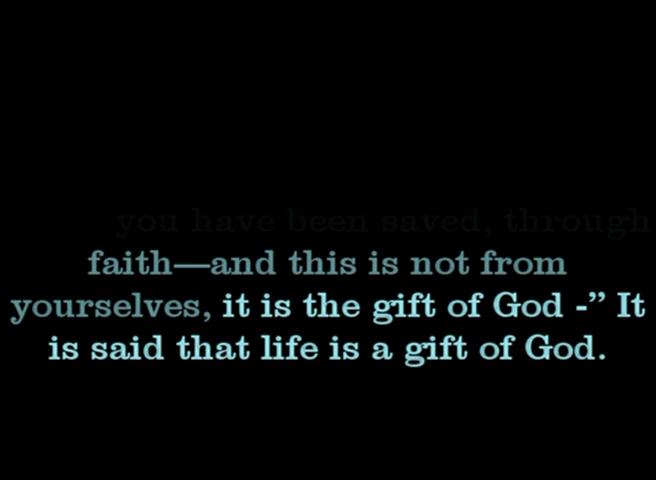 you have been saved, through
faith—and this is not from
yourselves, it is the gift of God -” It
is said that life is a gift of God.